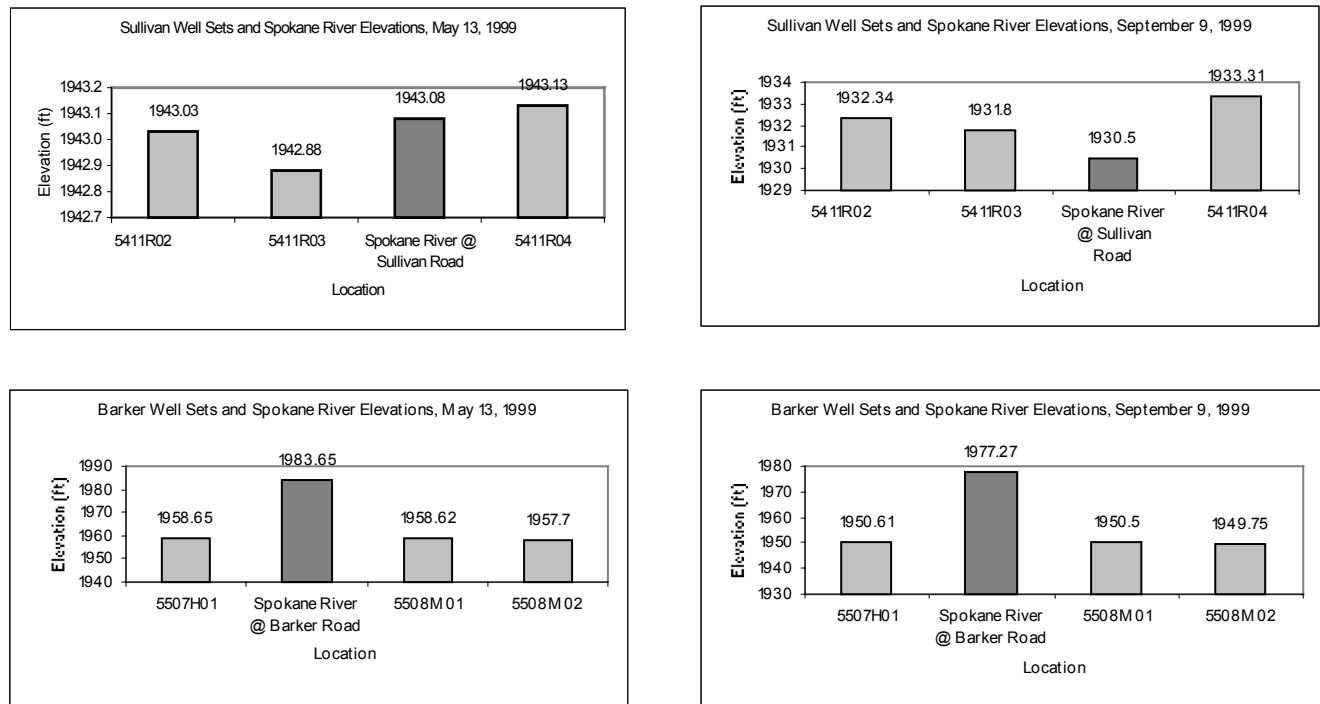 Sullivan Well Sets and Spokane River Elevations, May 13, 1999
Elevation (ft)
1943.2
1943.1
1943.0
1942.9
1942.8
1942.7
1943.03
1942.88
1943.08
1943.13
5411R02
5411R03
Spokane River @
Sullivan Road
5411R04
Location
Sullivan Well Sets and Spokane River Elevations, September 9, 1999
Elevation (ft)
1934
1933
1932
1931
1930
1929
1932.34
1931.8
1930.5
1933.31
5411R02
5411R03
Spokane River
@ Sullivan
Road
5411R04
Location
Barker Well Sets and Spokane River Elevations, May 13, 1999
Elevation (ft)
1990
1980
1970
1960
1950
1940
1958.65
1983.65
1958.62
1957.7
5507H01
Spokane River
@ Barker Road
5508M01
5508M02
Location
Barker Well Sets and Spokane River Elevations, September 9, 1999
Elevation (ft)
1980
1970
1960
1950
1940
1930
1950.61
1977.27
1950.5
1949.75
5507H01
Spokane River
@ Barker Road
5508M01
5508M02
Location